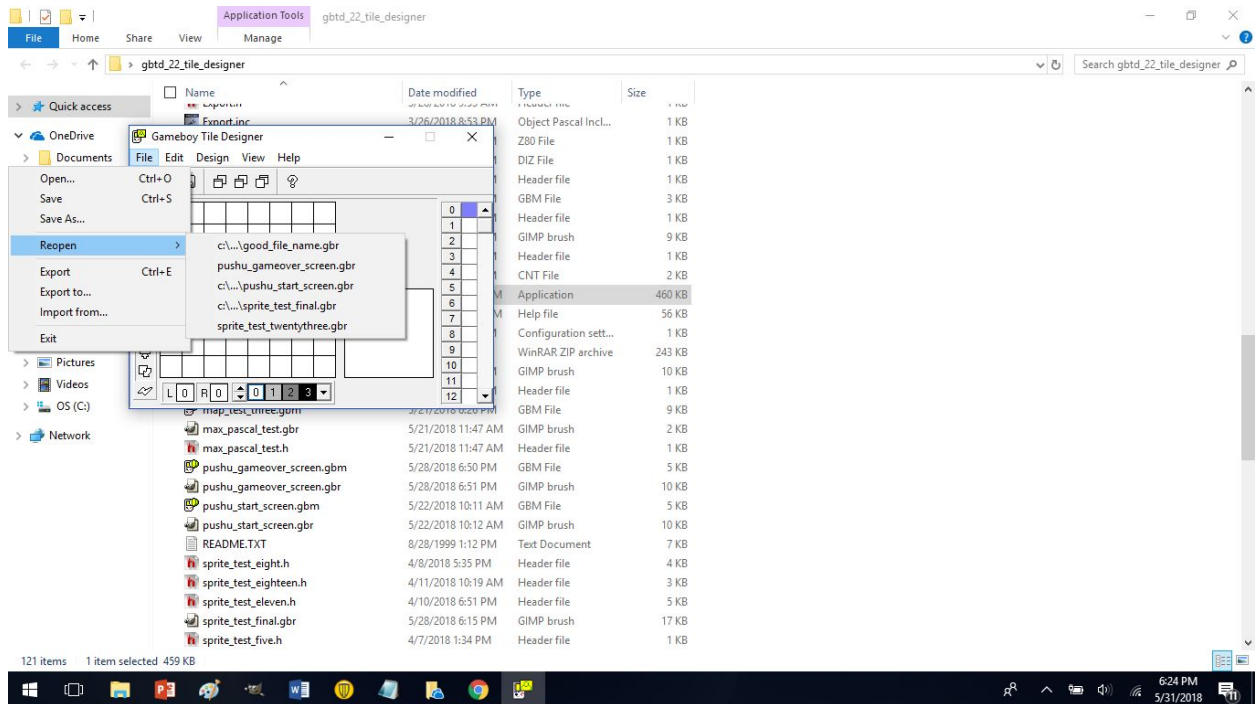 Application Tools gbtd_22_tile_designer
File Home Share View Manage
gbtd_22_tile_designer Search gbtd_22_tile_designer
Name Date modified Type Size
Quick access
Export.inc 3/26/2018 8:53 PM Object Pascal Incl... 1 KB
OneDrive
Documents
Gameboy Tile Designer
File Edit Design View Help
Open... Ctrl+O
Save Ctrl+S
Save As...
Reopen
Export Ctrl+E
Export to...
Import from...
Exit
c:\...\good_file_name.gbr
pushu_gameover_screen.gbr
c:\...\pushu_start_screen.gbr
c:\...\sprite_test_final.gbr
sprite_test_twentythree.gbr
0
1
2
3
4
5
6
7
8
9
10
11
12
L 0 R 0 0 1 2 3
Z80 File 1 KB
DIZ File 1 KB
Header file 1 KB
GBM File 3 KB
Header file 1 KB
GIMP brush 9 KB
Header file 1 KB
CNT File 2 KB
Application 460 KB
Help file 56 KB
Configuration sett... 1 KB
WinRAR ZIP archive 243 KB
GIMP brush 10 KB
Header file 1 KB
Pictures
Videos
OS (C:)
Network
map_test_three.gbm 5/21/2018 6:26 PM GBM File 9 KB
max_pascal_test.gbr 5/21/2018 11:47 AM GIMP brush 2 KB
max_pascal_test.h 5/21/2018 11:47 AM Header file 1 KB
pushu_gameover_screen.gbm 5/28/2018 6:50 PM GBM File 5 KB
pushu_gameover_screen.gbr 5/28/2018 6:51 PM GIMP brush 10 KB
pushu_start_screen.gbm 5/22/2018 10:11 AM GBM File 5 KB
pushu_start_screen.gbr 5/22/2018 10:12 AM GIMP brush 10 KB
README.TXT 8/28/1999 1:12 PM Text Document 7 KB
sprite_test_eight.h 4/8/2018 5:35 PM Header file 4 KB
sprite_test_eighteen.h 4/11/2018 10:19 AM Header file 3 KB
sprite_test_eleven.h 4/10/2018 6:51 PM Header file 5 KB
sprite_test_final.gbr 5/28/2018 6:15 PM GIMP brush 17 KB
sprite_test_five.h 4/7/2018 1:34 PM Header file 1 KB
121 items 1 item selected 459 KB
6:24 PM
5/31/2018
11